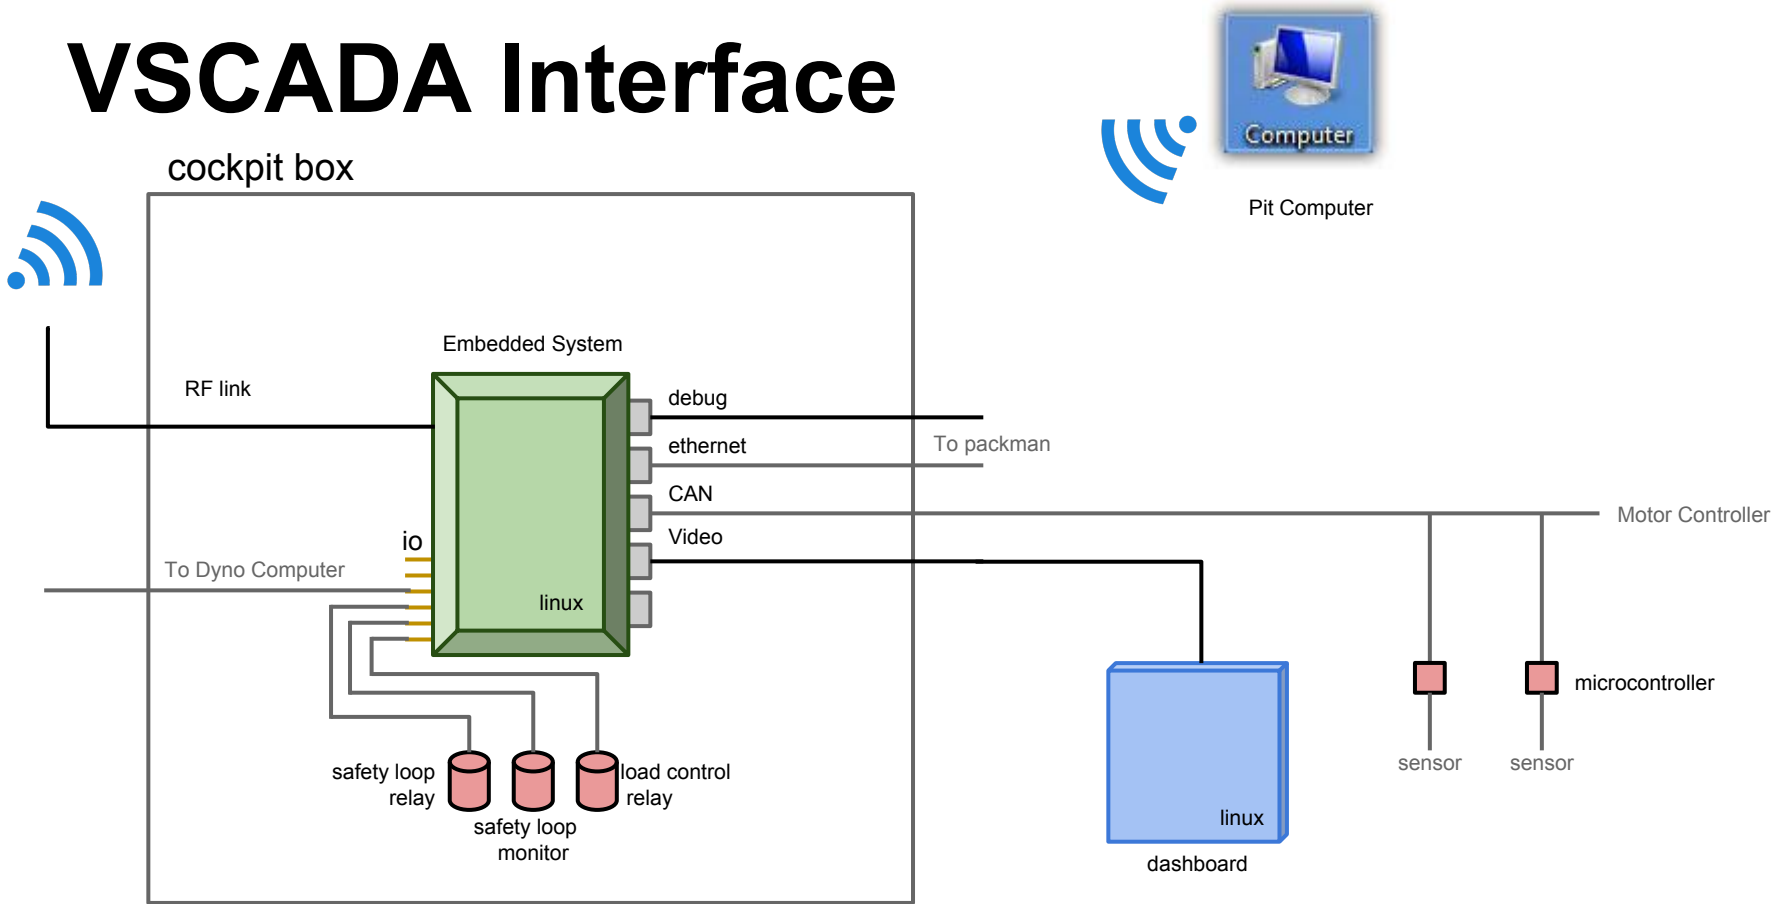 VSCADA Interface
Computer
Pit Computer
cockpit box
Embedded System
RF link
debug
ethernet
To packman
CAN
Motor Controller
Video
io
To Dyno Computer
linux
microcontroller
sensor
sensor
safety loop
relay
load control
relay
safety loop
monitor
linux
dashboard